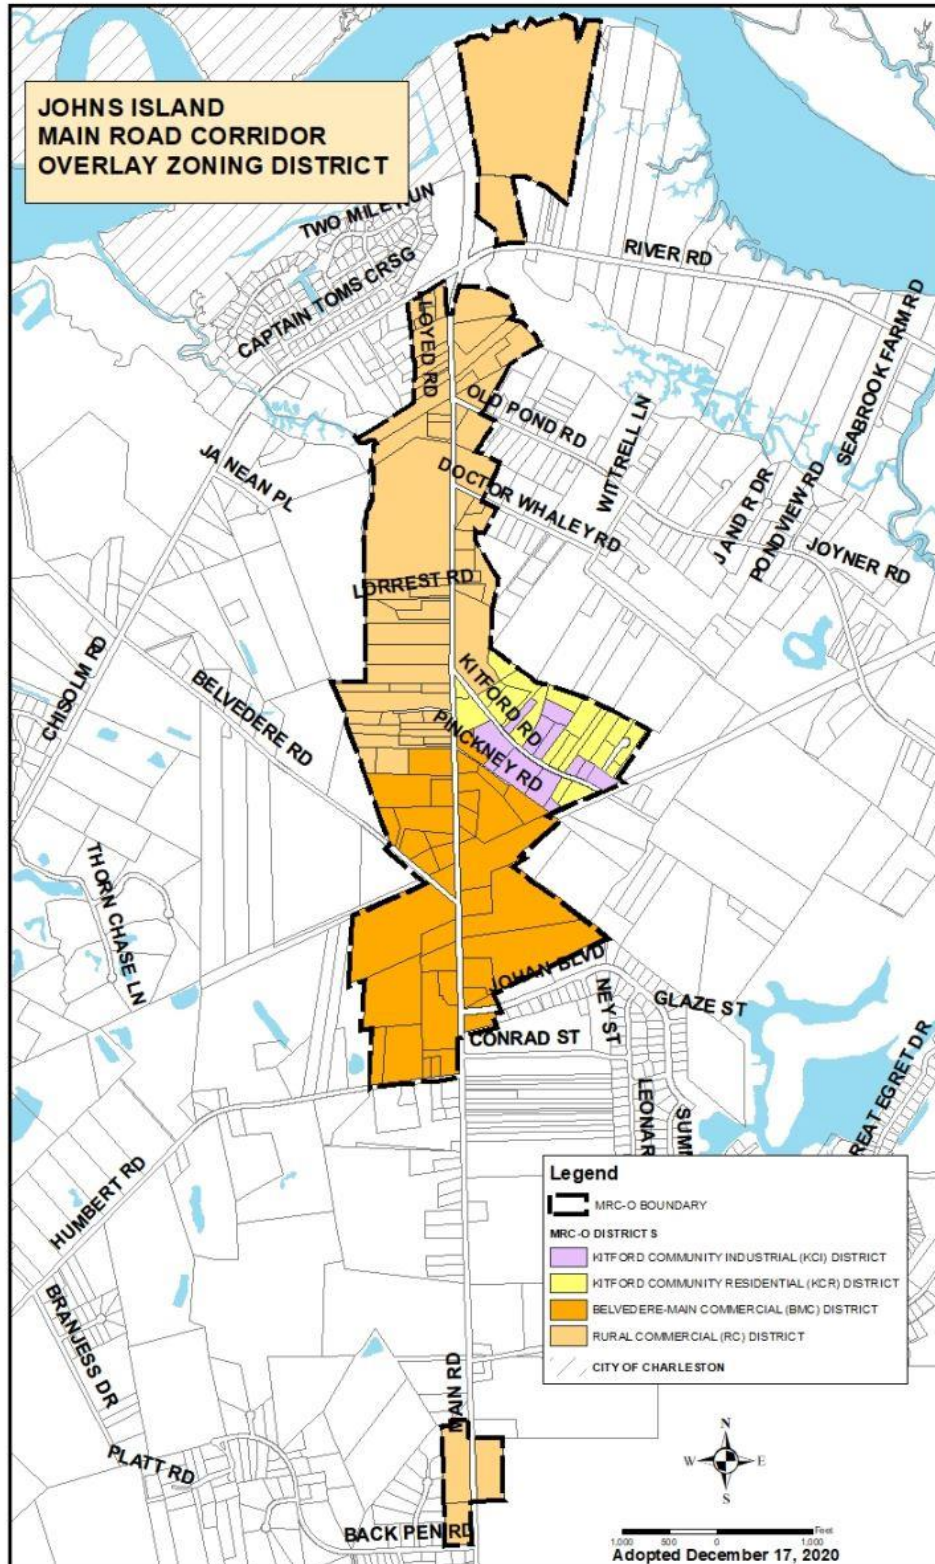 JOHNS ISLAND
MAIN ROAD CORRIDOR
OVERLAY ZONING DISTRICT
TWO MILE RUN
CAPTAIN TOMS CRSG
RIVER RD
LOYED RD
SEABROOK FARM RD
OLD POND RD
WITTRELL LN
JANEAN PL
DOCTOR WHALEY RD
J AND R DR
PONDVIEW RD
JOYNER RD
LORREST RD
CHISOLM RD
BELVEDERE RD
KITFORD RD
PINCKNEY RD
THORN CHASE LN
JOHAN BLVD
NEY ST
GLAZE ST
CONRAD ST
LEONAR
SUMM
REAT EGRET DR
HUMBERT RD
BRANJESS DR
MAIN RD
PLATT RD
BACK PEN RD
Legend
MRC-O BOUNDARY
MRC-O DISTRICTS
KITFORD COMMUNITY INDUSTRIAL (KCI) DISTRICT
KITFORD COMMUNITY RESIDENTIAL (KCR) DISTRICT
BELVEDERE-MAIN COMMERCIAL (BMC) DISTRICT
RURAL COMMERCIAL (RC) DISTRICT
CITY OF CHARLESTON
N
W E
S
1,000 500 0 1,000 Feet
Adopted December 17, 2020